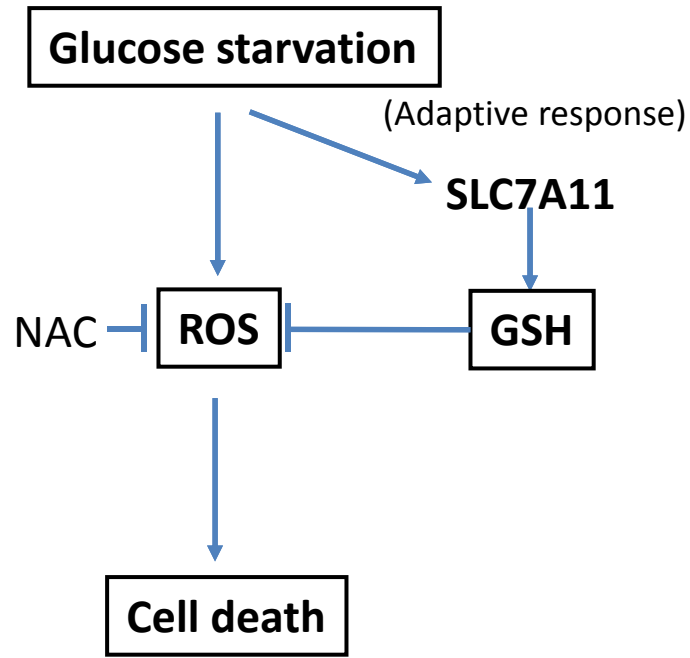 Glucose starvation
(Adaptive response)
SLC7A11
NAC
ROS
GSH
Cell death